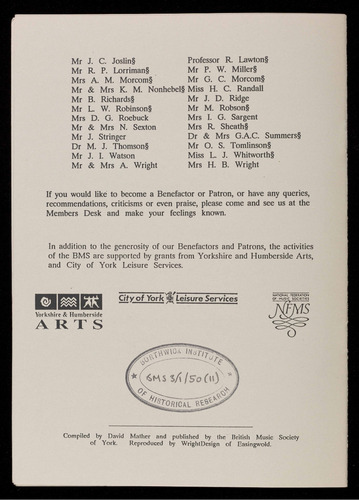 Mr J. C. Joslin§ Professor R. Lawton§
Mr R. P. Lorriman§ Mr P. W. Miller§
Mrs A. M. Morcom§ Mr G. C. Morcom§
Mr & Mrs K. M. Nonhebel§ Miss H. C. Randall
Mr B. Richards§ Mr J. D. Ridge
Mr L. W. Robinson§ Mr M. Robson§
Mrs D. G. Roebuck Mrs I. G. Sargent
Mr & Mrs N. Sexton Mrs R. Sheath§
Mr J. Stringer Dr & Mrs G.A.C. Summers§
Dr M. J. Thomson§ Mr O. S. Tomlinson§
Mr J. I. Watson Miss L. J. Whitworth§
Mr & Mrs A. Wright Mrs H. B. Wright
If you would like to become a Benefactor or Patron, or have any queries,
recommendations, criticisms or even praise, please come and see us at the
Members Desk and make your feelings known.
In addition to the generosity of our Benefactors and Patrons, the activities
of the BMS are supported by grants from Yorkshire and Humberside Arts,
and City of York Leisure Services.
Yorkshire & Humberside
ARTS
City of York Leisure Services
NATIONAL FEDERATION
OF MUSIC SOCIETIES
NFMS
BORTHWICK INSTITUTE
BMS 3/1/50 (11)
OF HISTORICAL RESEARCH
Compiled by David Mather and published by the British Music Society
of York. Reproduced by WrightDesign of Easingwold.